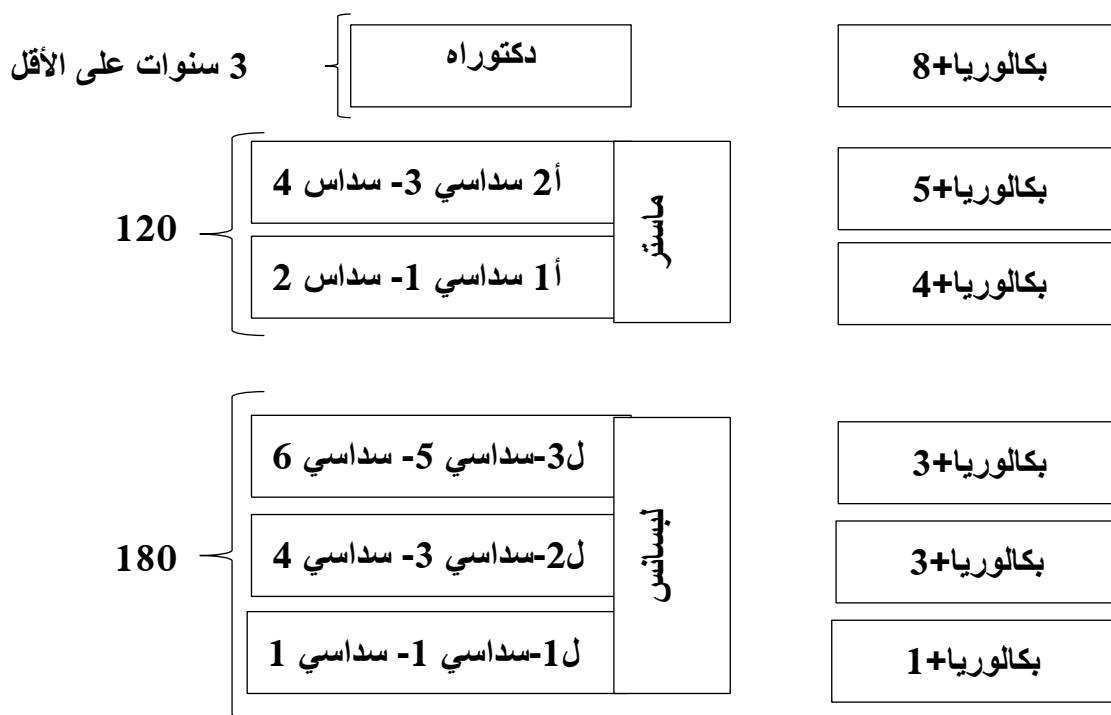 بكالوريا+8
دكتوراه
3 سنوات على الأقل
بكالوريا+5
ماستر
أ2 سداسي 3- سداس 4
120
بكالوريا+4
أ1 سداسي 1- سداس 2
بكالوريا+3
لبسانس
ل3-سداسي 5- سداسي 6
بكالوريا+3
ل2-سداسي 3- سداسي 4
180
بكالوريا+1
ل1-سداسي 1- سداسي 1